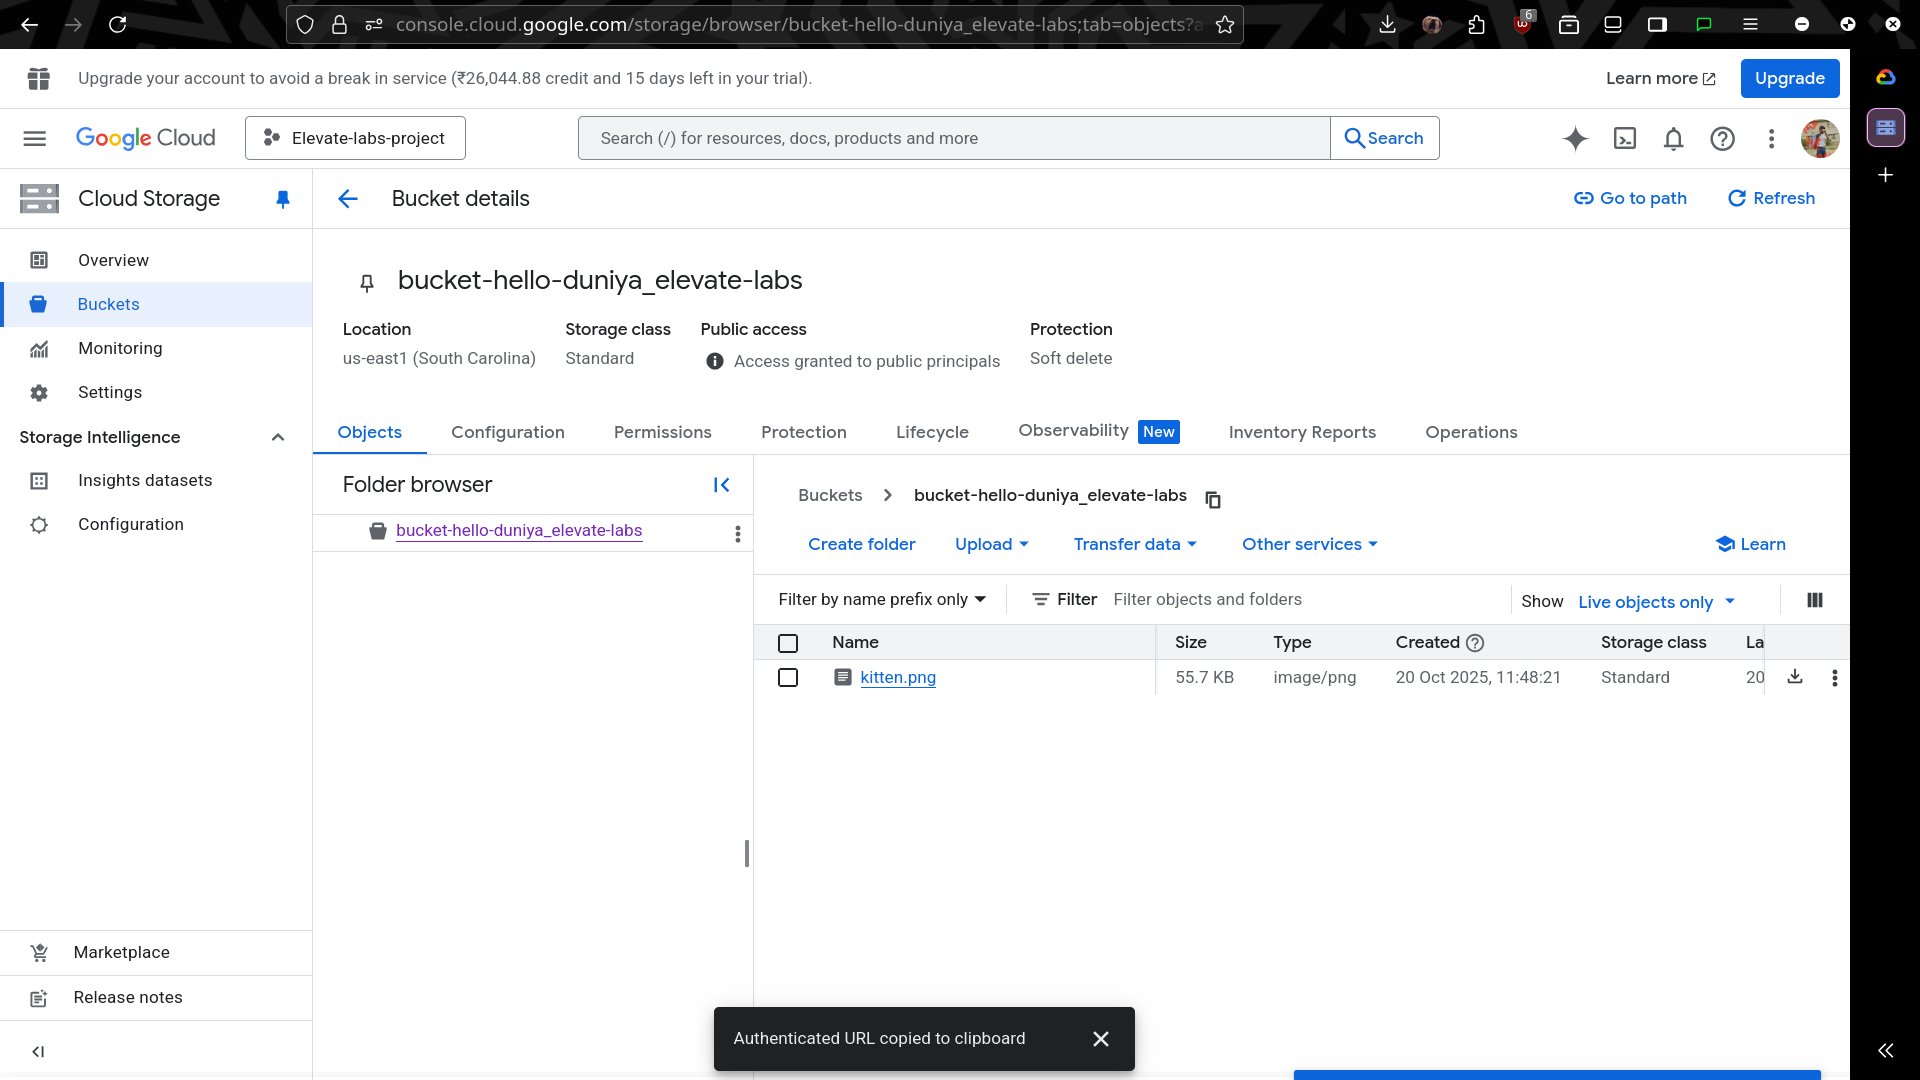 console.cloud.google.com/storage/browser/bucket-hello-duniya_elevate-labs;tab=objects?
6
Upgrade your account to avoid a break in service (₹26,044.88 credit and 15 days left in your trial).
Learn more
Upgrade
Google Cloud
Elevate-labs-project
Search (/) for resources, docs, products and more
Search
Cloud Storage
Bucket details
Go to path
Refresh
Overview
Buckets
Monitoring
Settings
Storage Intelligence
Insights datasets
Configuration
Marketplace
Release notes
bucket-hello-duniya_elevate-labs
Location
us-east1 (South Carolina)
Storage class
Standard
Public access
Access granted to public principals
Protection
Soft delete
Objects
Configuration
Permissions
Protection
Lifecycle
Observability New
Inventory Reports
Operations
Folder browser
bucket-hello-duniya_elevate-labs
Buckets > bucket-hello-duniya_elevate-labs
Create folder
Upload
Transfer data
Other services
Learn
Filter by name prefix only
Filter Filter objects and folders
Show Live objects only
Name Size Type Created Storage class La
kitten.png 55.7 KB image/png 20 Oct 2025, 11:48:21 Standard 20
Authenticated URL copied to clipboard